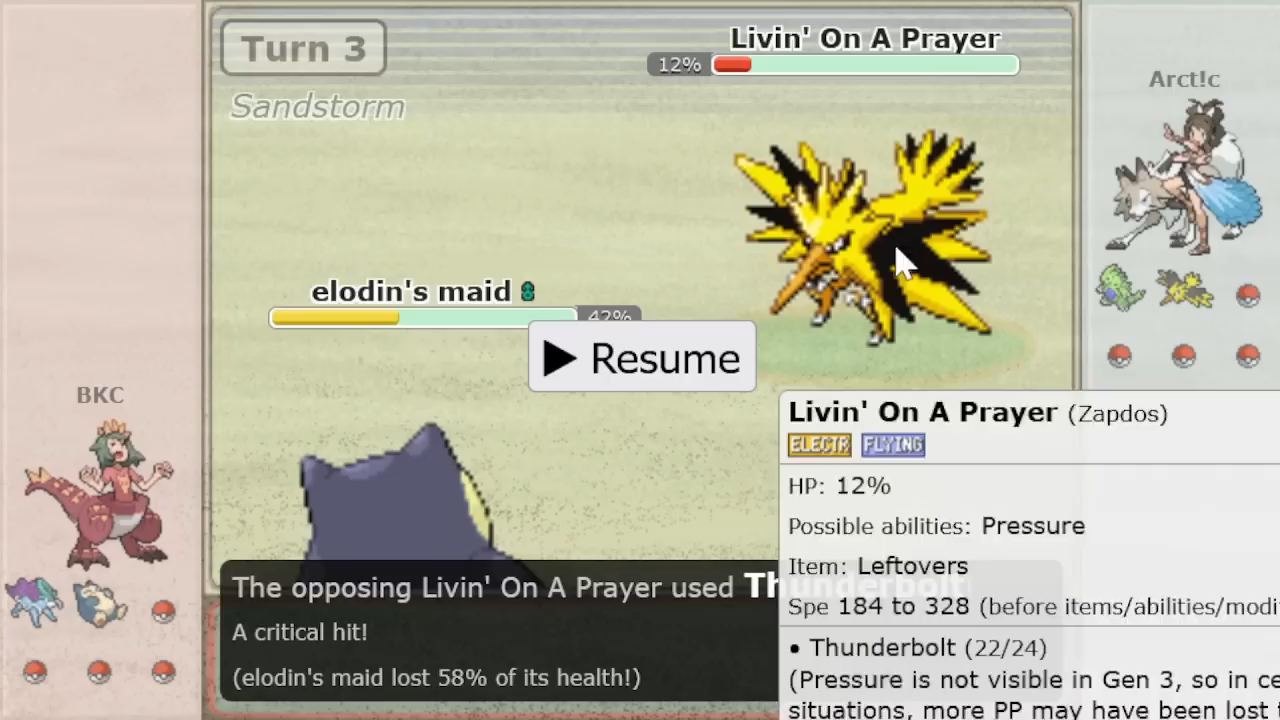 Turn 3
Livin' On A Prayer
12%
Sandstorm
Arct!c
elodin's maid
42%
Resume
BKC
Livin' On A Prayer (Zapdos)
ELECTR FLYING
HP: 12%
Possible abilities: Pressure
Item: Leftovers
Spe 184 to 328 (before items/abilities/modi
• Thunderbolt (22/24)
(Pressure is not visible in Gen 3, so in ce
situations, more PP may have been lost
The opposing Livin' On A Prayer used Thunderbolt
A critical hit!
(elodin's maid lost 58% of its health!)